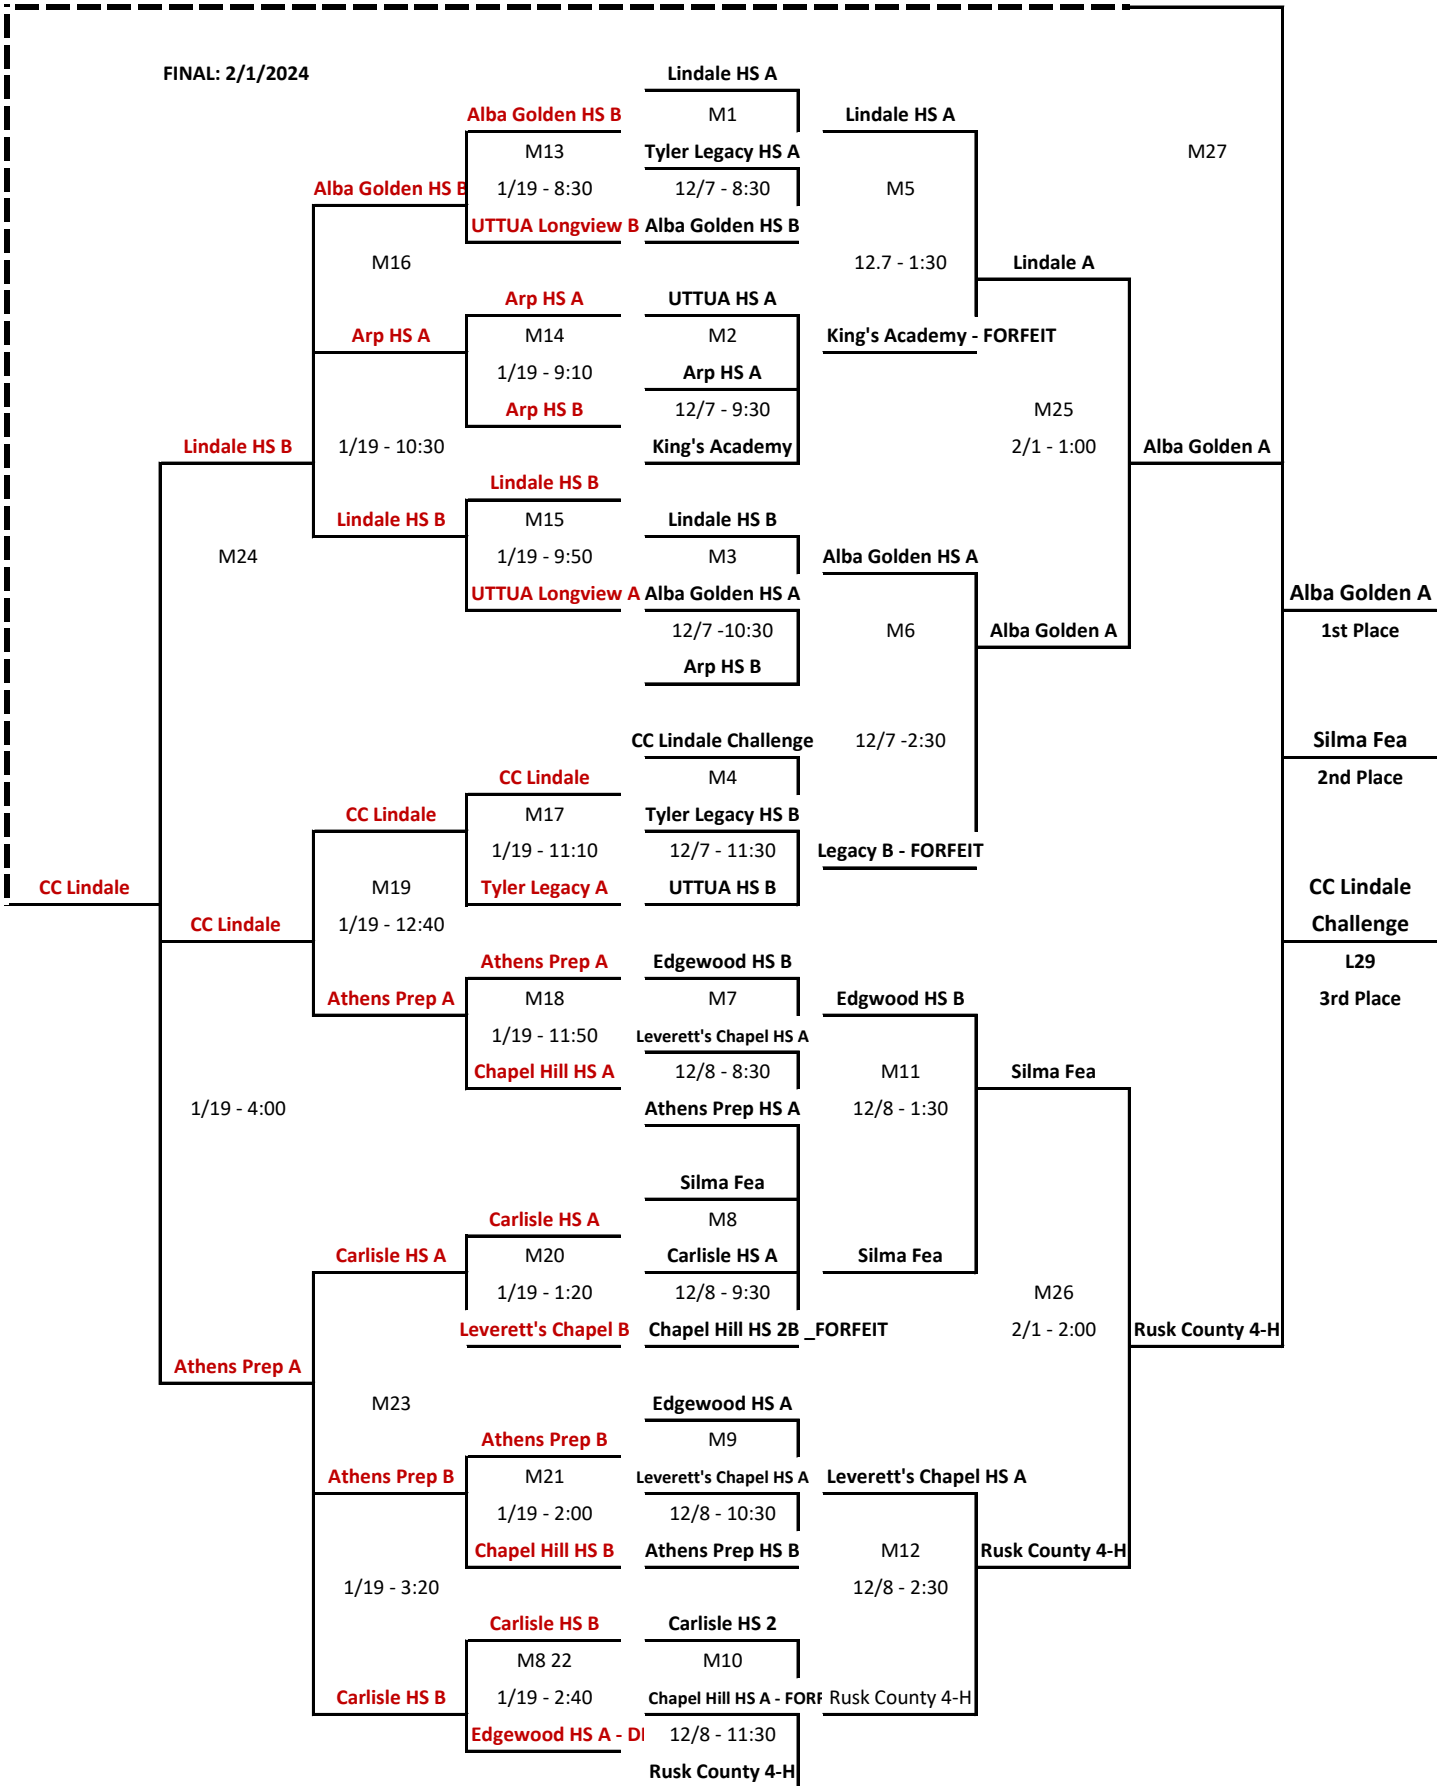 FINAL: 2/1/2024
Lindale HS A
Alba Golden HS B
M1
Lindale HS A
M13
Tyler Legacy HS A
M27
Alba Golden HS B
1/19 - 8:30
12/7 - 8:30
M5
UTTUA Longview B
Alba Golden HS B
M16
12.7 - 1:30
Lindale A
Arp HS A
UTTUA HS A
Arp HS A
M14
M2
King's Academy - FORFEIT
1/19 - 9:10
Arp HS A
Arp HS B
12/7 - 9:30
M25
Lindale HS B
1/19 - 10:30
King's Academy
2/1 - 1:00
Alba Golden A
Lindale HS B
Lindale HS B
M15
Lindale HS B
M24
1/19 - 9:50
M3
Alba Golden HS A
UTTUA Longview A
Alba Golden HS A
Alba Golden A
12/7 -10:30
M6
Alba Golden A
1st Place
Arp HS B
CC Lindale Challenge
12/7 -2:30
Silma Fea
CC Lindale
M4
2nd Place
CC Lindale
M17
Tyler Legacy HS B
1/19 - 11:10
12/7 - 11:30
Legacy B - FORFEIT
CC Lindale
M19
Tyler Legacy A
UTTUA HS B
CC Lindale
CC Lindale
1/19 - 12:40
Challenge
Athens Prep A
Edgewood HS B
L29
Athens Prep A
M18
M7
Edgwood HS B
3rd Place
1/19 - 11:50
Leverett's Chapel HS A
Chapel Hill HS A
12/8 - 8:30
M11
Silma Fea
1/19 - 4:00
Athens Prep HS A
12/8 - 1:30
Silma Fea
Carlisle HS A
M8
Carlisle HS A
M20
Carlisle HS A
Silma Fea
1/19 - 1:20
12/8 - 9:30
M26
Leverett's Chapel B
Chapel Hill HS 2B _FORFEIT
2/1 - 2:00
Rusk County 4-H
Athens Prep A
M23
Edgewood HS A
Athens Prep B
M9
Athens Prep B
M21
Leverett's Chapel HS A
Leverett's Chapel HS A
1/19 - 2:00
12/8 - 10:30
Chapel Hill HS B
Athens Prep HS B
M12
Rusk County 4-H
1/19 - 3:20
12/8 - 2:30
Carlisle HS B
Carlisle HS 2
M8 22
M10
Carlisle HS B
1/19 - 2:40
Chapel Hill HS A - FORF
Rusk County 4-H
Edgewood HS A - D
12/8 - 11:30
Rusk County 4-H